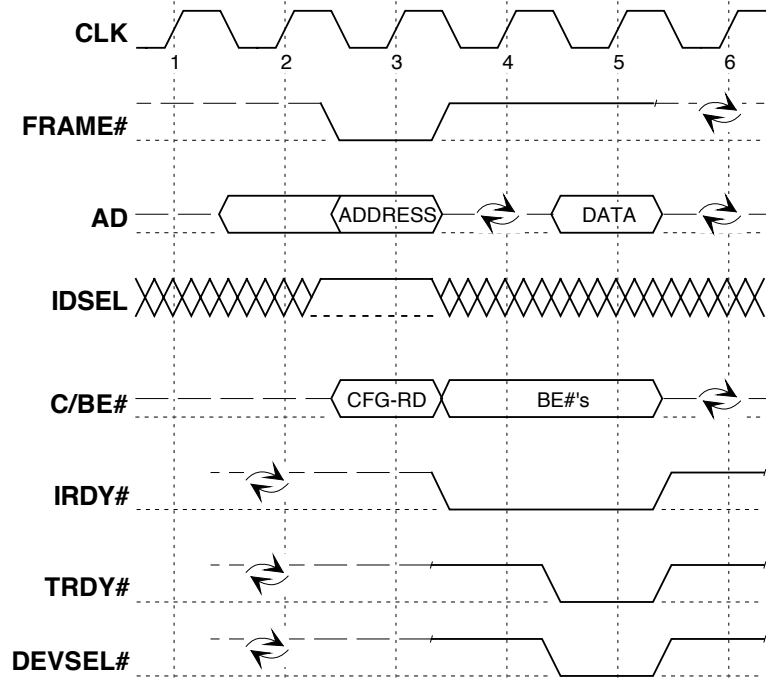 CLK
1 2 3 4 5 6
FRAME#
AD ADDRESS DATA
IDSEL
C/BE# CFG-RD BE#'s
IRDY#
TRDY#
DEVSEL#